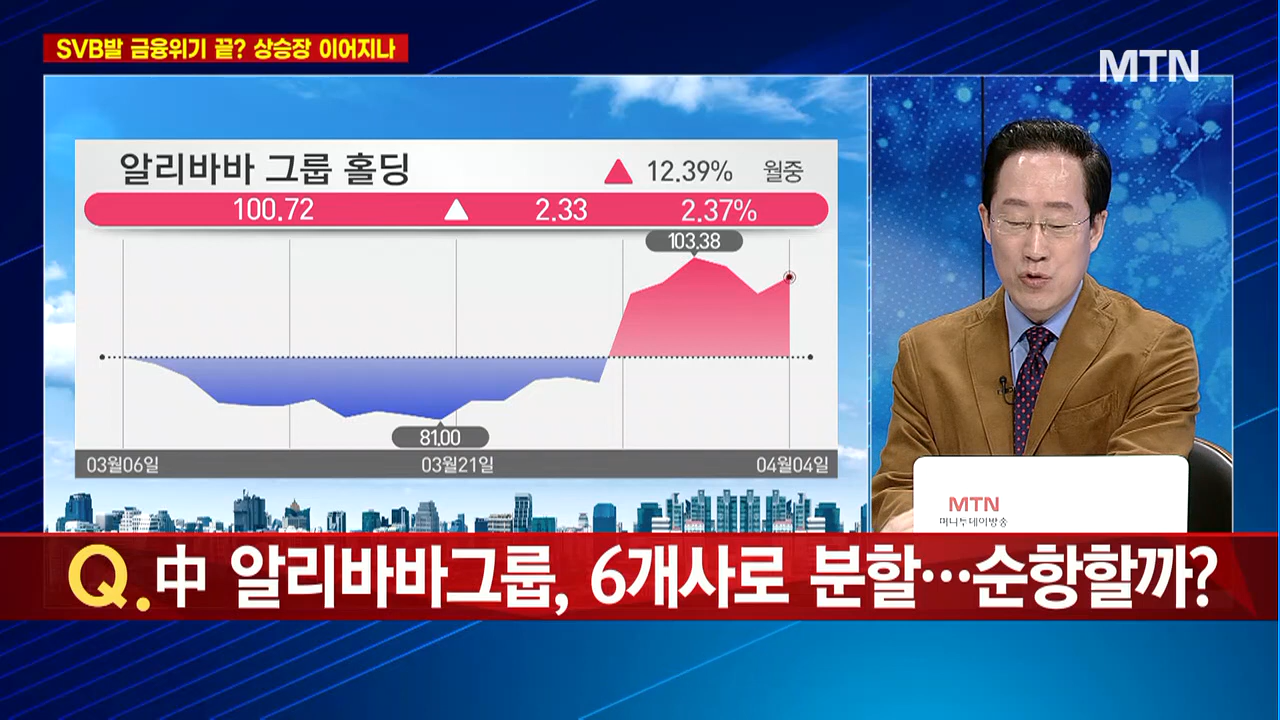 SVB발 금융위기 끝? 상승장 이어지나
MTN
알리바바 그룹 홀딩 ▲ 12.39% 월중
100.72 ▲ 2.33 2.37%
103.38
81.00
03월06일 03월21일 04월04일
MTN
머니투데이방송
Q.中 알리바바그룹, 6개사로 분할…순항할까?